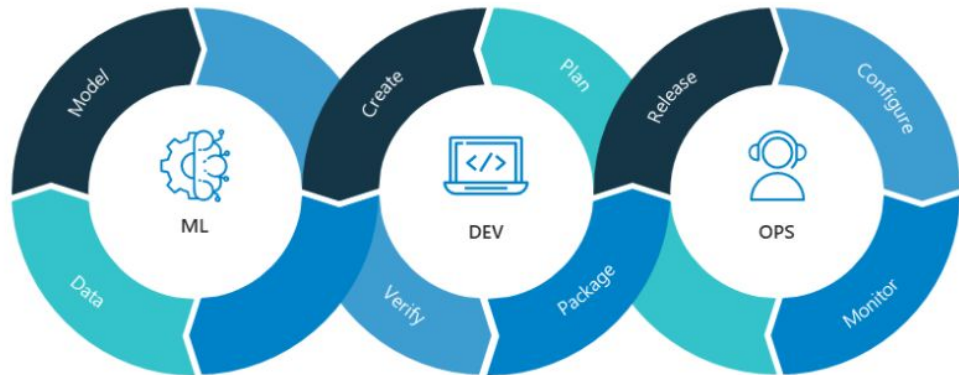 Model
Data
ML
Create
Plan
Verify
Package
DEV
Release
Configure
Monitor
OPS